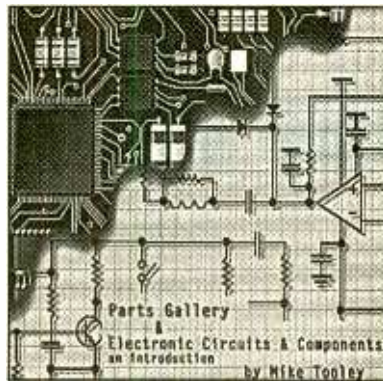 Parts Gallery
&
Electronic Circuits & Components
an introduction
by Mike Tooley